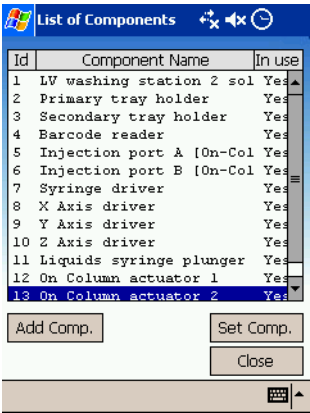 List of Components
Id Component Name In use
1 LV washing station 2 sol Yes
2 Primary tray holder Yes
3 Secondary tray holder Yes
4 Barcode reader Yes
5 Injection port A [On-Col Yes
6 Injection port B [On-Col Yes
7 Syringe driver Yes
8 X Axis driver Yes
9 Y Axis driver Yes
10 Z Axis driver Yes
11 Liquids syringe plunger Yes
12 On Column actuator 1 Yes
13 On Column actuator 2 Yes
Add Comp. Set Comp.
Close